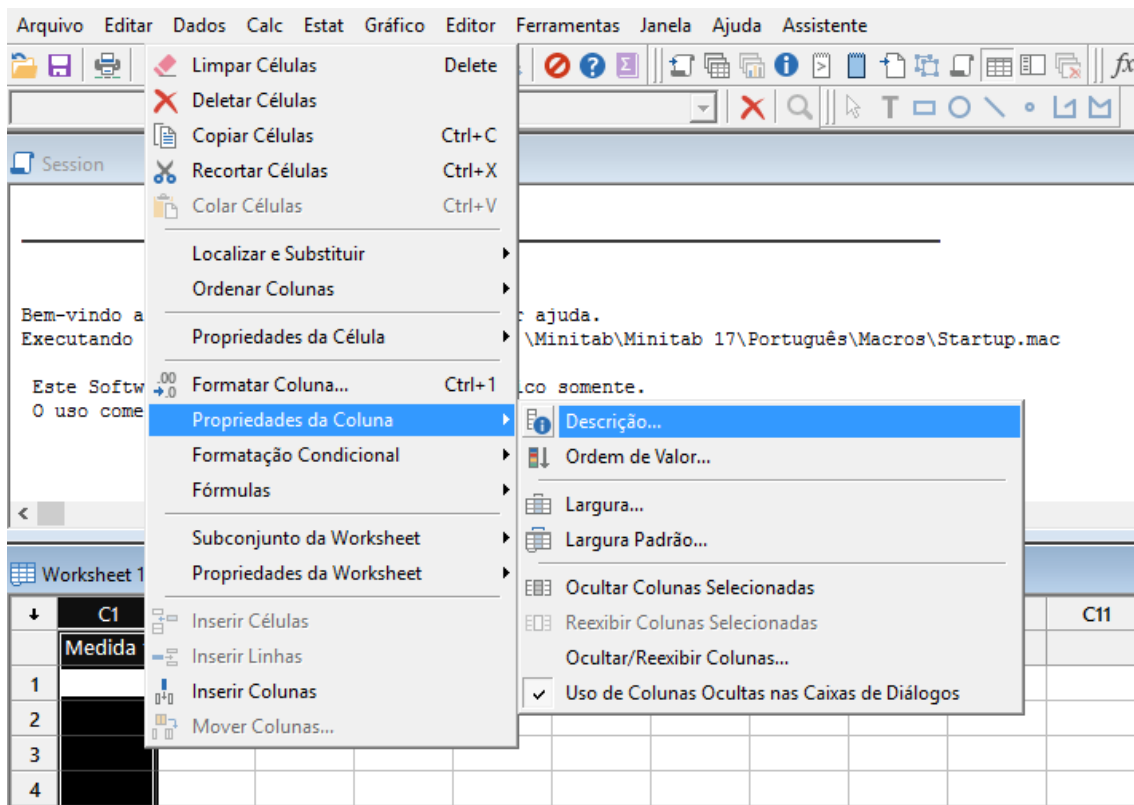 Arquivo Editar Dados Calc Estat Gráfico Editor Ferramentas Janela Ajuda Assistente
Limpar Células Delete
Deletar Células
Copiar Células Ctrl+C
Recortar Células Ctrl+X
Colar Células Ctrl+V
Localizar e Substituir
Ordenar Colunas
Propriedades da Célula
Formatar Coluna... Ctrl+1
Propriedades da Coluna
Formatação Condicional
Fórmulas
Subconjunto da Worksheet
Propriedades da Worksheet
Inserir Células
Inserir Linhas
Inserir Colunas
Mover Colunas...
Descrição...
Ordem de Valor...
Largura...
Largura Padrão...
Ocultar Colunas Selecionadas
Reexibir Colunas Selecionadas
Ocultar/Reexibir Colunas...
Uso de Colunas Ocultas nas Caixas de Diálogos
Session
Bem-vindo a r ajuda.
Executando \Minitab\Minitab 17\Português\Macros\Startup.mac
Este Softw co somente.
O uso come
Worksheet 1
C1 C11
Medida
1
2
3
4